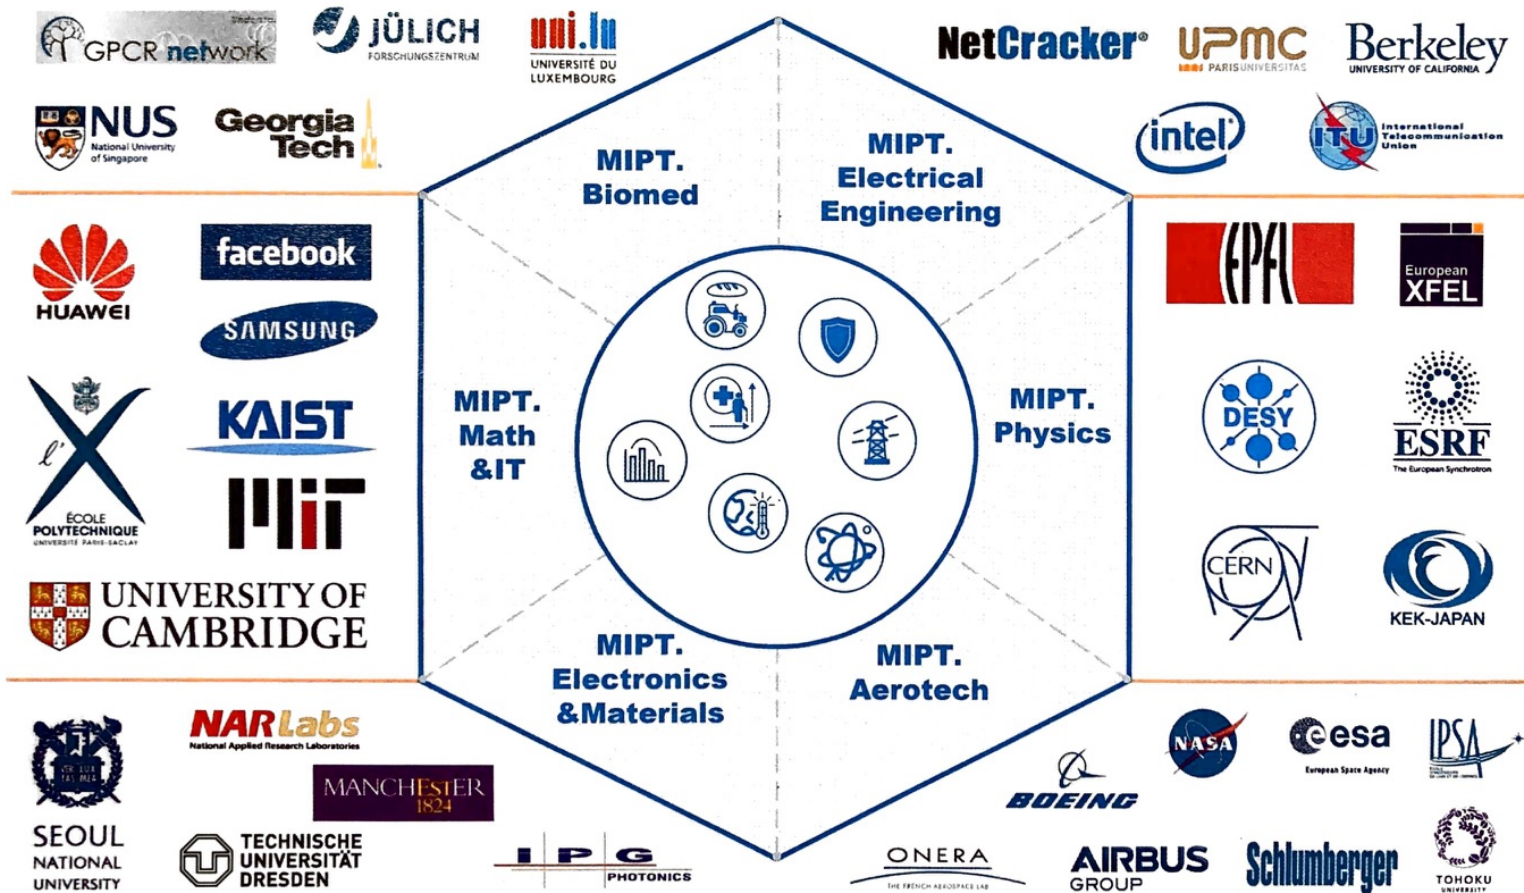 GPCR network
JÜLICH
FORSCHUNGSZENTRUM
uni.lu
UNIVERSITÉ DU
LUXEMBOURG
NUS
National University
of Singapore
Georgia
Tech
NetCracker®
UPMC
PARISUNIVERSITAS
Berkeley
UNIVERSITY OF CALIFORNIA
intel®
ITU
International
Telecommunication
Union
MIPT.
Biomed
MIPT.
Electrical
Engineering
HUAWEI
facebook
SAMSUNG
l'X
ÉCOLE
POLYTECHNIQUE
UNIVERSITÉ PARIS-SACLAY
KAIST
MIT
UNIVERSITY OF
CAMBRIDGE
MIPT.
Math
&IT
MIPT.
Physics
EPFL
European
XFEL
DESY
ESRF
The European Synchrotron
CERN
KEK-JAPAN
MIPT.
Electronics
&Materials
MIPT.
Aerotech
VERI LUX
TAS MEA
SEOUL
NATIONAL
UNIVERSITY
NARLabs
National Applied Research Laboratories
MANCHEStER
1824
TECHNISCHE
UNIVERSITÄT
DRESDEN
IPG
PHOTONICS
BOEING
NASA
esa
European Space Agency
IPSA
ONERA
THE FRENCH AEROSPACE LAB
AIRBUS
GROUP
Schlumberger
TOHOKU
UNIVERSITY